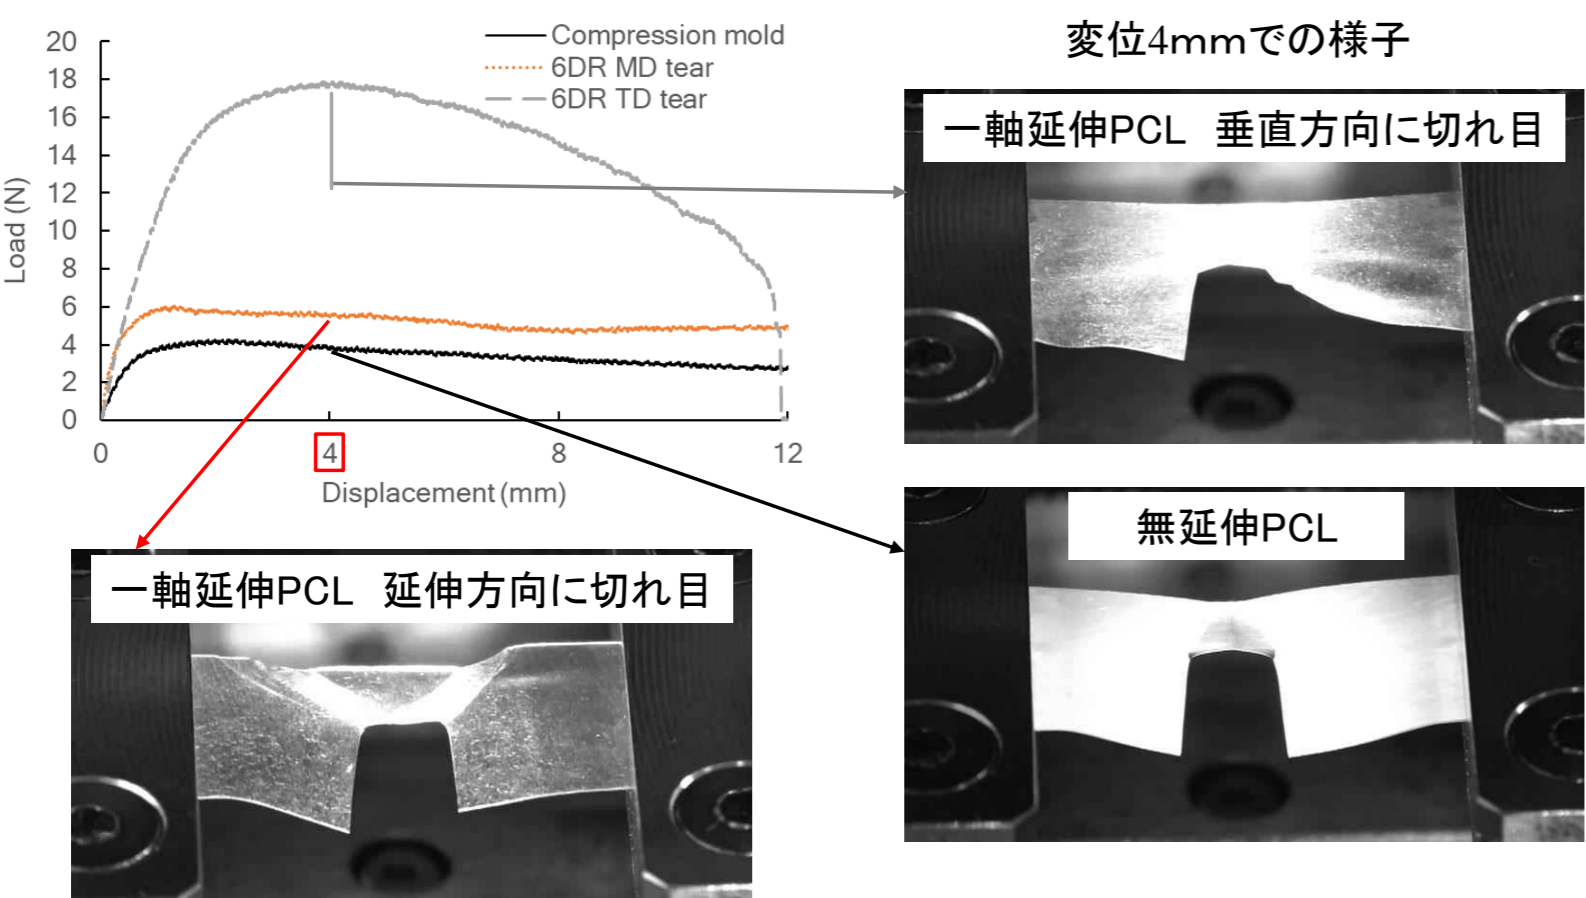 変位4mmでの様子
Compression mold
6DR MD tear
6DR TD tear
20
18
16
14
12
10
8
6
4
2
0
Load (N)
0
4
8
12
Displacement (mm)
一軸延伸PCL 垂直方向に切れ目
無延伸PCL
一軸延伸PCL 延伸方向に切れ目